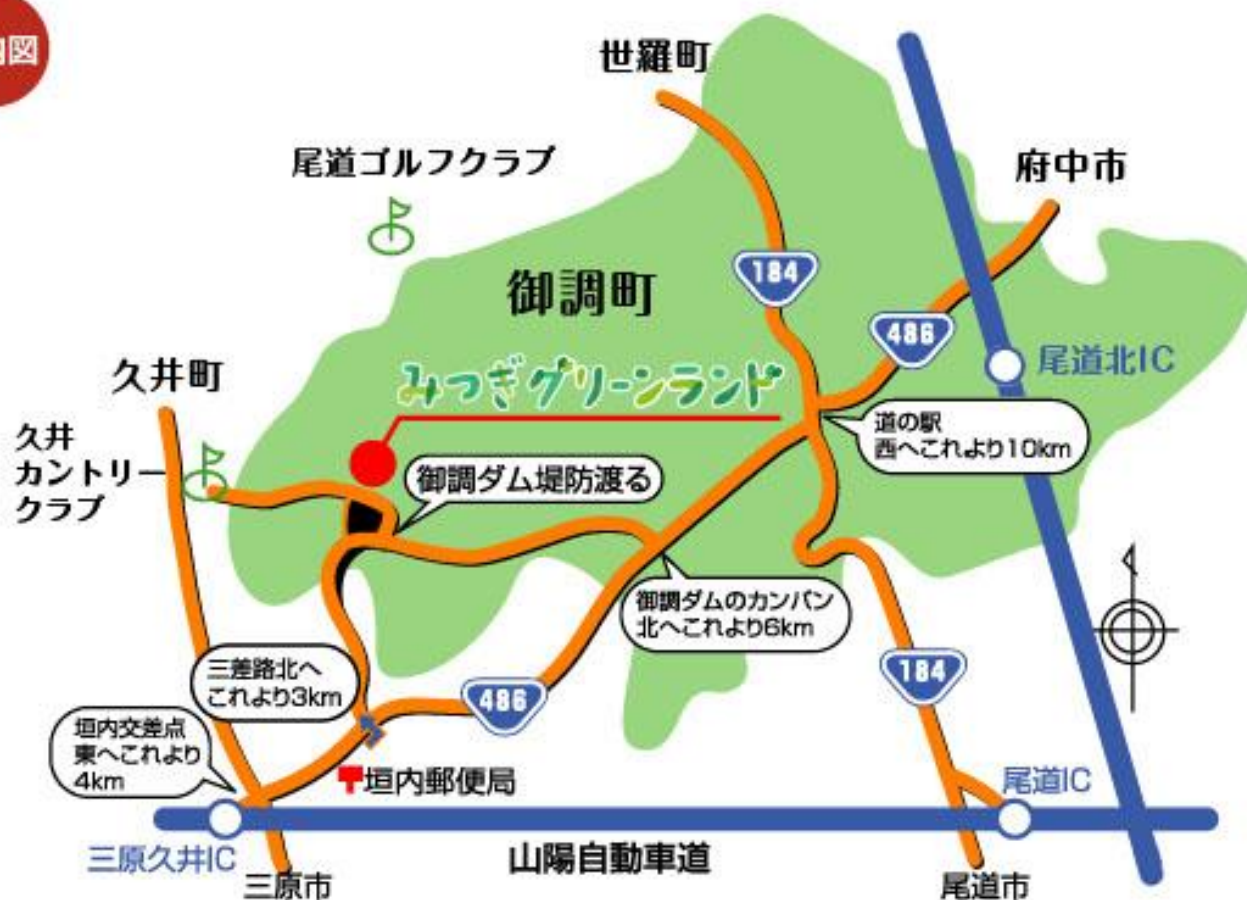 図
世羅町
尾道ゴルフクラブ
府中市
184
御調町
486
尾道北IC
久井町
みつぎグリーンランド
道の駅
西へこれより10km
久井
カントリー
クラブ
御調ダム堤防渡る
御調ダムのカンバン
北へこれより6km
三差路北へ
これより3km
184
486
垣内交差点
東へこれより
4km
垣内郵便局
尾道IC
三原久井IC
山陽自動車道
三原市
尾道市